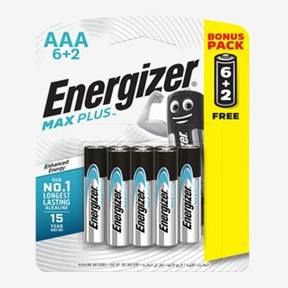 AAA
6+2
BONUS
PACK
Energizer
MAX PLUS™
6+2
FREE
Enhanced
Energy
OUR
NO.1
LONGEST
LASTING
ALKALINE
15
YEAR
Energizer
Energizer
Energizer
Energizer